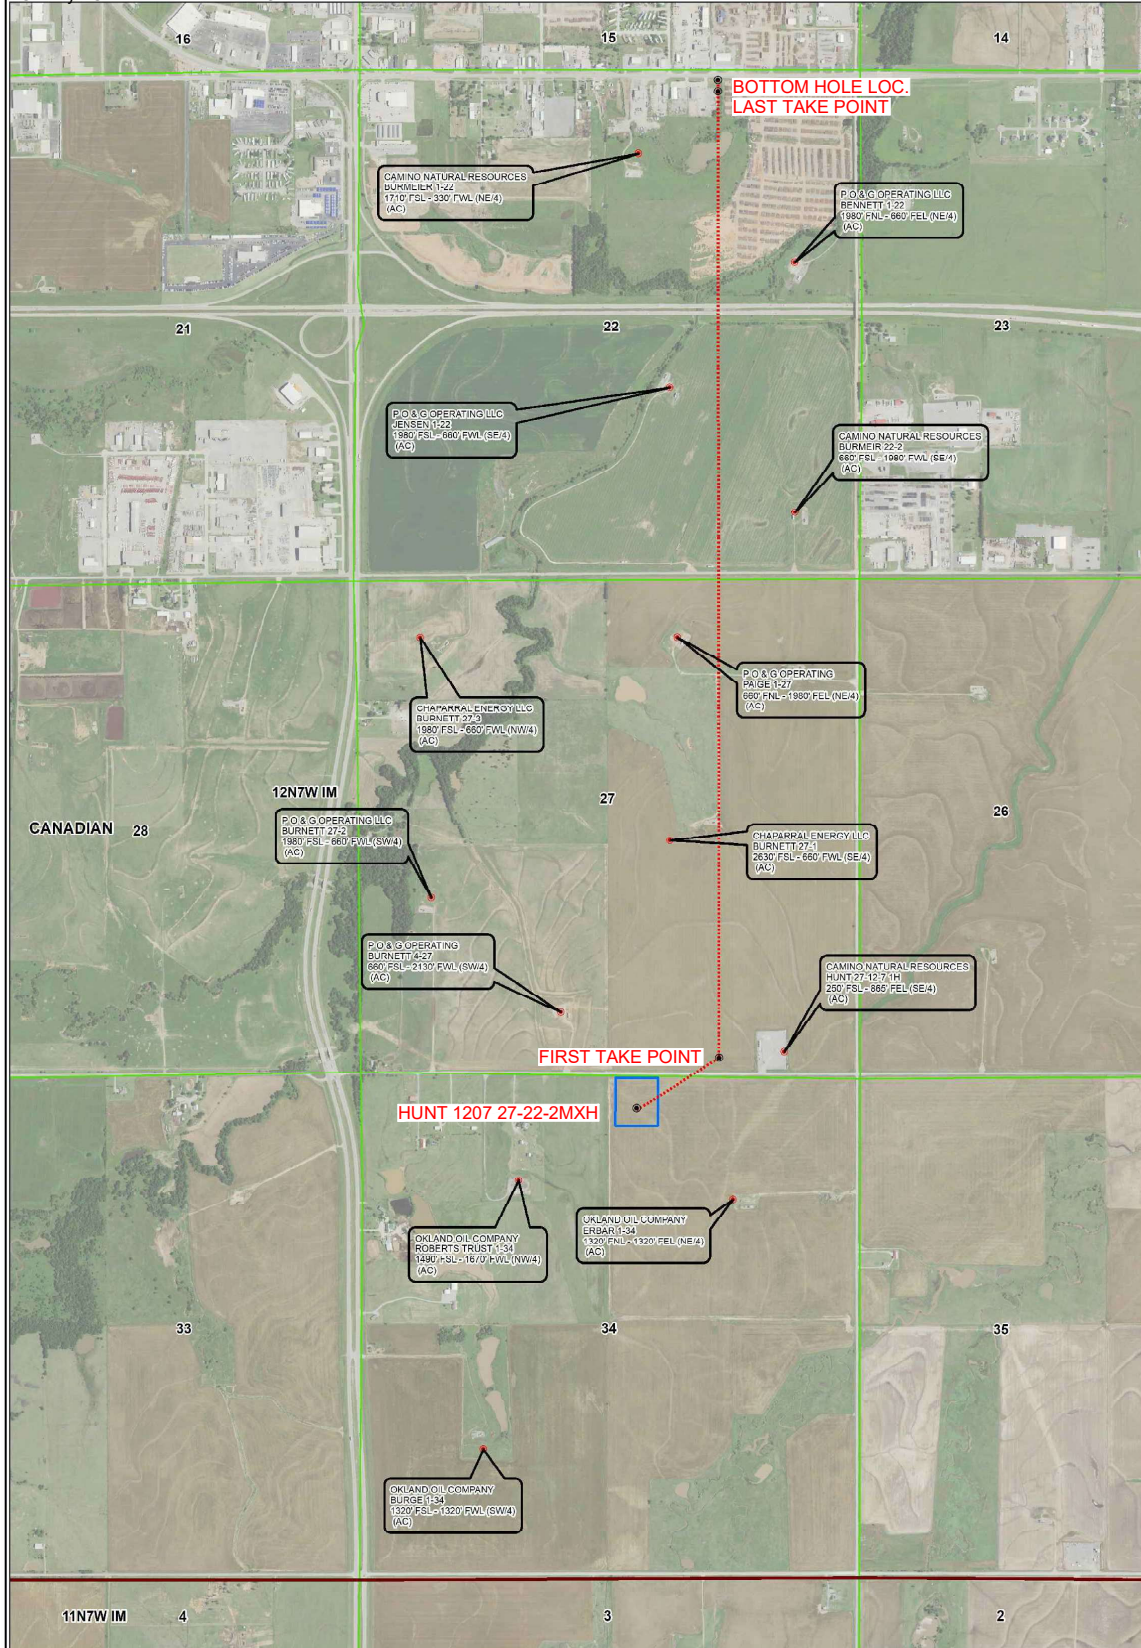 16
15
14
BOTTOM HOLE LOC.
LAST TAKE POINT
CAMINO NATURAL RESOURCES
BURMEIER 1-22
1710' FSL - 330' FWL (NE/4)
(AC)
P O & G OPERATING LLC
BENNETT 1-22
1980' FNL - 660' FEL (NE/4)
(AC)
21
22
23
P O & G OPERATING LLC
JENSEN 1-22
1980' FSL - 660' FWL (SE/4)
(AC)
CAMINO NATURAL RESOURCES
BURMEIR 22-2
660' FSL - 1980' FWL (SE/4)
(AC)
P O & G OPERATING
PAIGE 1-27
660' FNL - 1980' FEL (NE/4)
(AC)
CHAPARRAL ENERGY LLC
BURNETT 27-3
1980' FSL - 660' FWL (NW/4)
(AC)
12N7W IM
27
26
CANADIAN 28
P O & G OPERATING LLC
BURNETT 27-2
1980' FSL - 660' FWL (SW/4)
(AC)
CHAPARRAL ENERGY LLC
BURNETT 27-1
2630' FSL - 660' FWL (SE/4)
(AC)
P O & G OPERATING
BURNETT 4-27
660' FSL - 2130' FWL (SW/4)
(AC)
CAMINO NATURAL RESOURCES
HUNT 27-12-7 1H
250' FSL - 865' FEL (SE/4)
(AC)
FIRST TAKE POINT
HUNT 1207 27-22-2MXH
OKLAND OIL COMPANY
ERBAR 1-34
1320' FNL - 1320' FEL (NE/4)
(AC)
OKLAND OIL COMPANY
ROBERTS TRUST 1-34
1490' FSL - 1670' FWL (NW/4)
(AC)
33
34
35
OKLAND OIL COMPANY
BURGE 1-34
1320' FSL - 1320' FWL (SW/4)
(AC)
11N7W IM
4
3
2